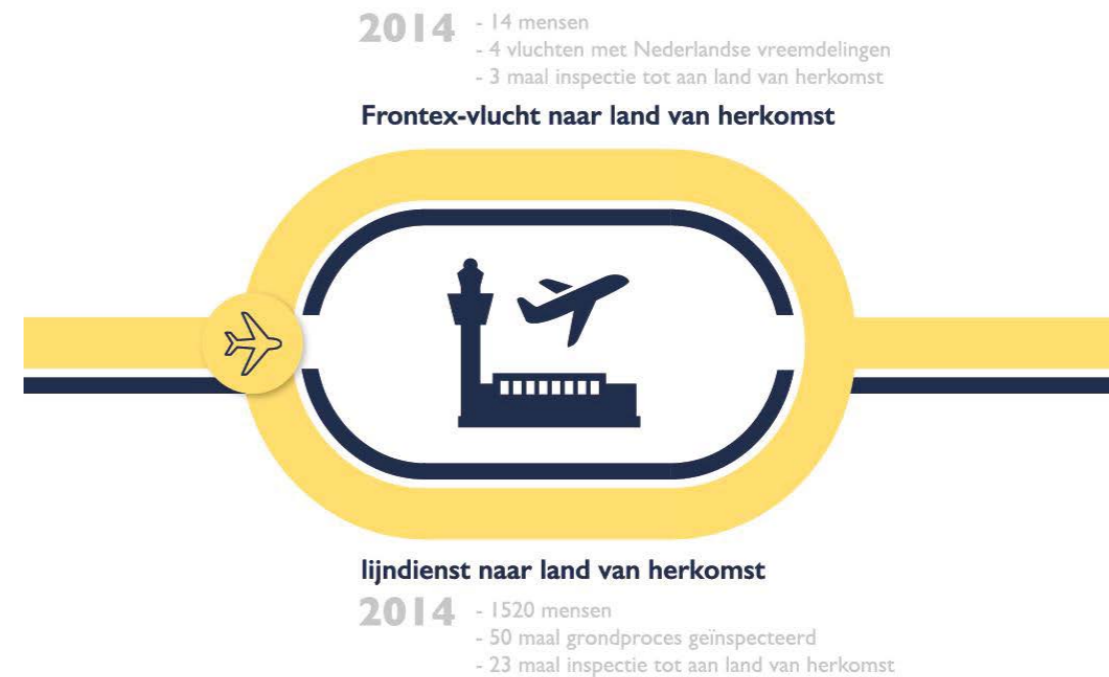 2014 - 14 mensen
- 4 vluchten met Nederlandse vreemdelingen
- 3 maal inspectie tot aan land van herkomst
Frontex-vlucht naar land van herkomst
lijndienst naar land van herkomst
2014 - 1520 mensen
- 50 maal grondproces geïnspecteerd
- 23 maal inspectie tot aan land van herkomst